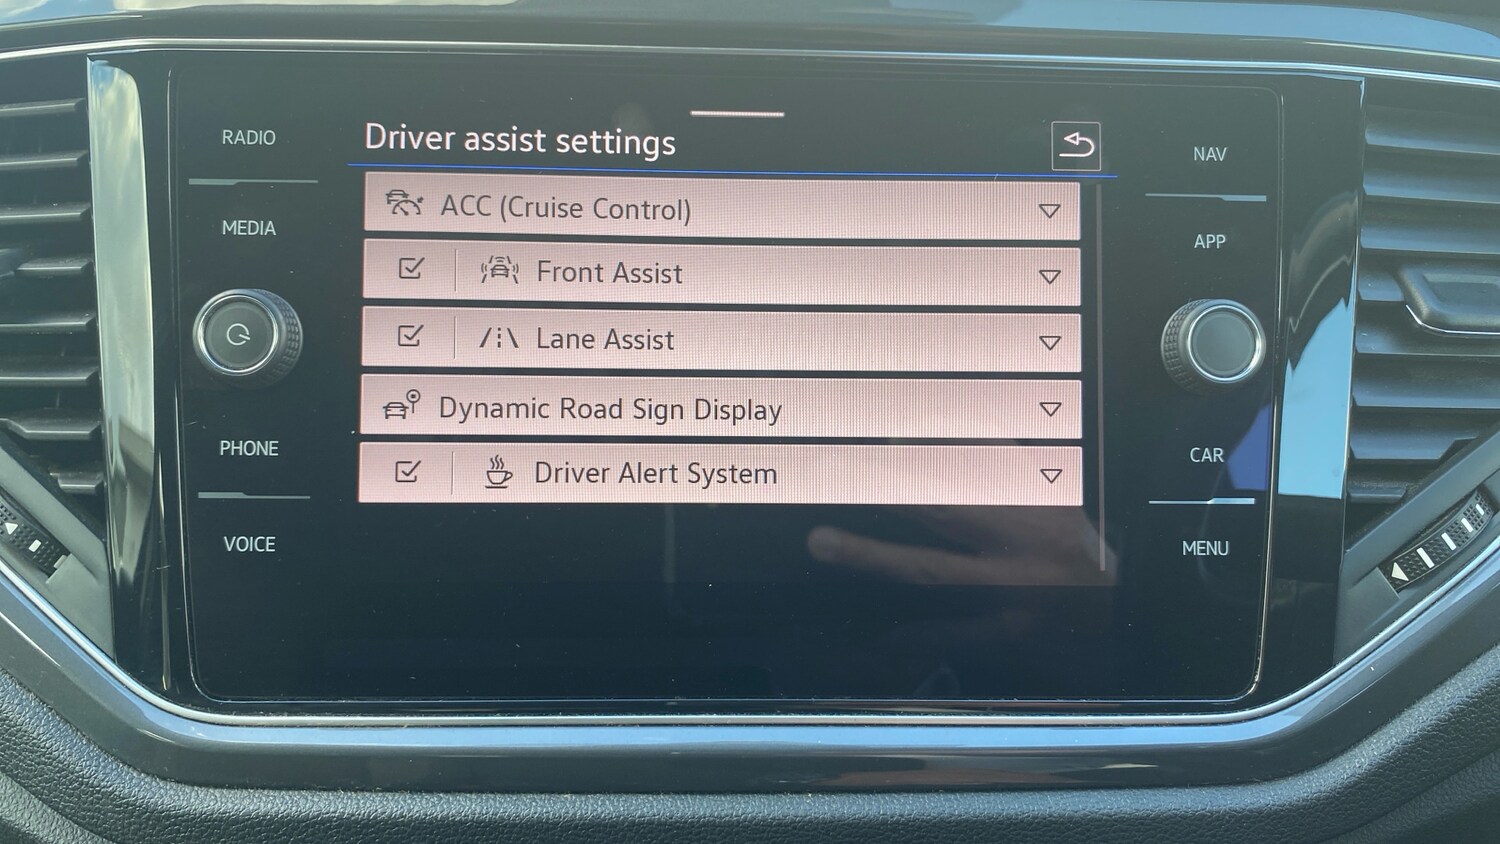 Driver assist settings
ACC (Cruise Control)
Front Assist
Lane Assist
Dynamic Road Sign Display
Driver Alert System
RADIO
MEDIA
PHONE
VOICE
NAV
APP
CAR
MENU